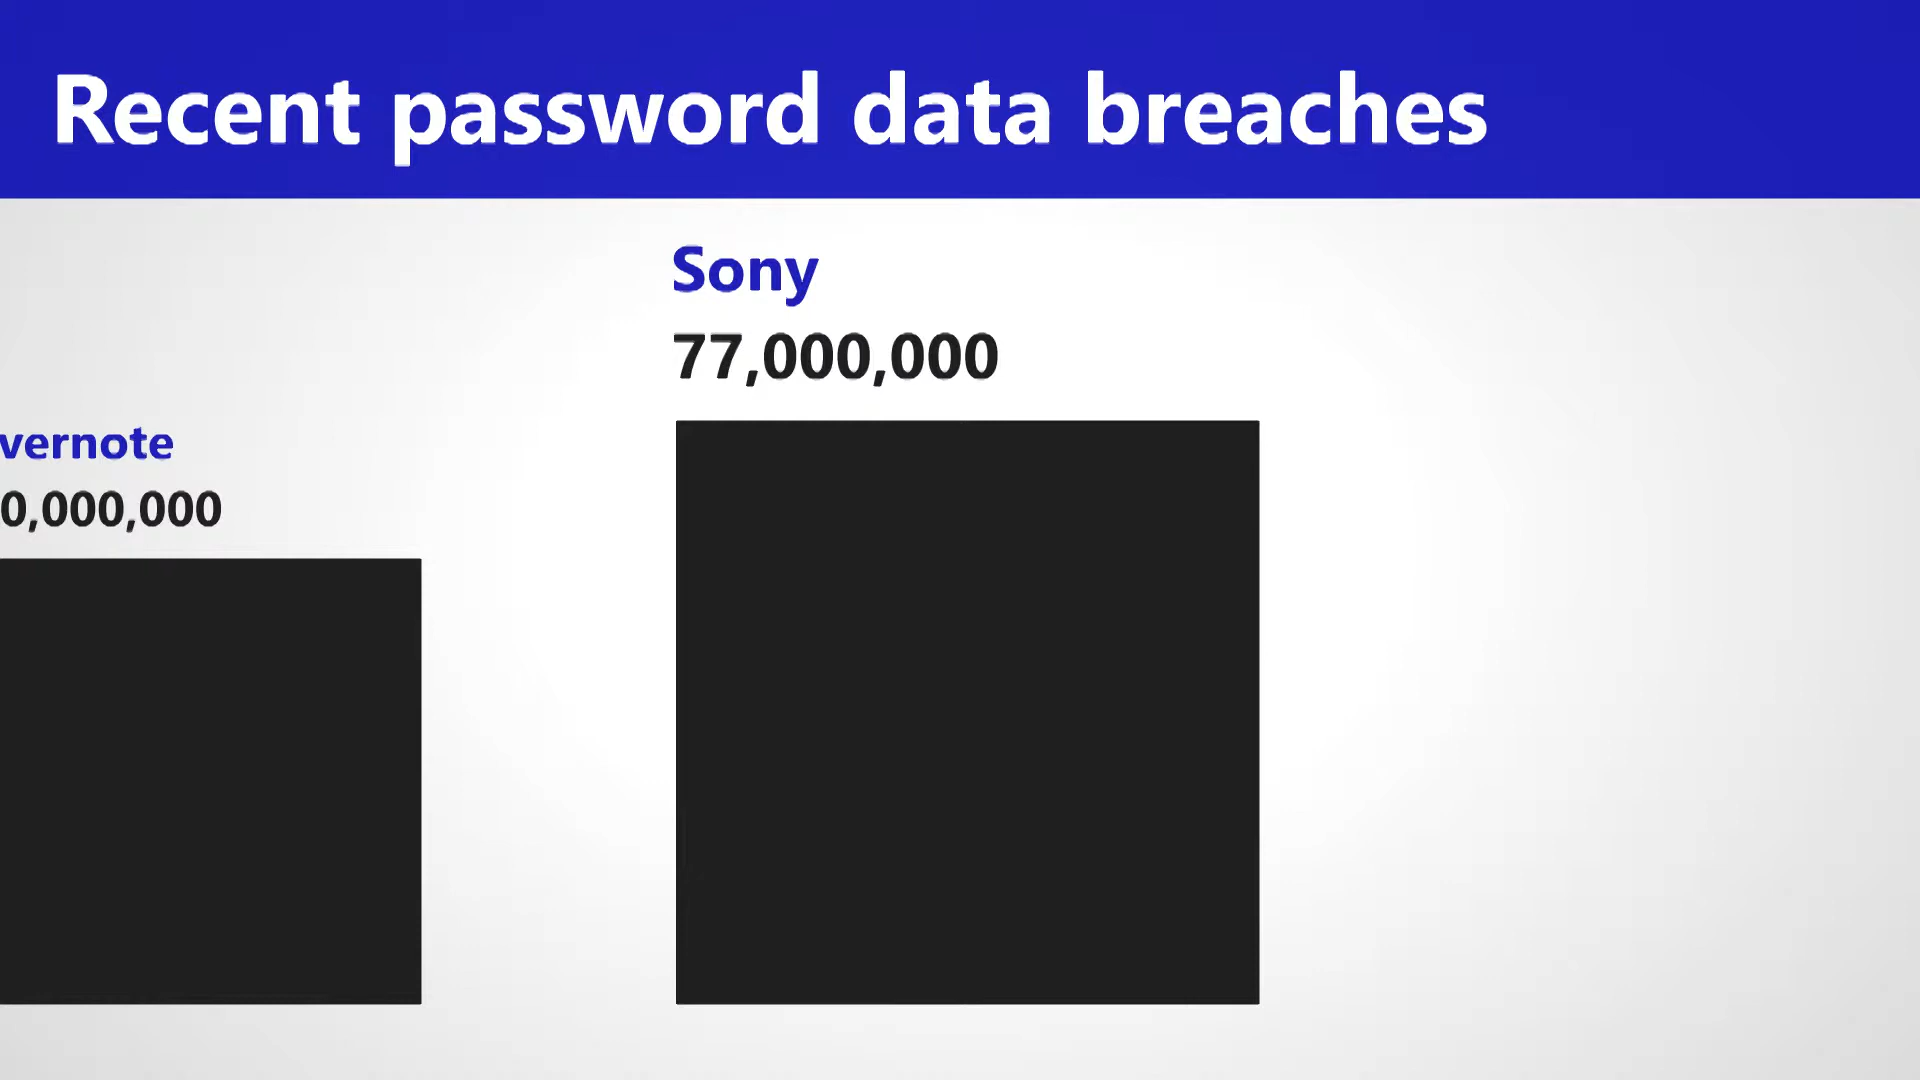 Recent password data breaches
Sony
77,000,000
vernote
0,000,000